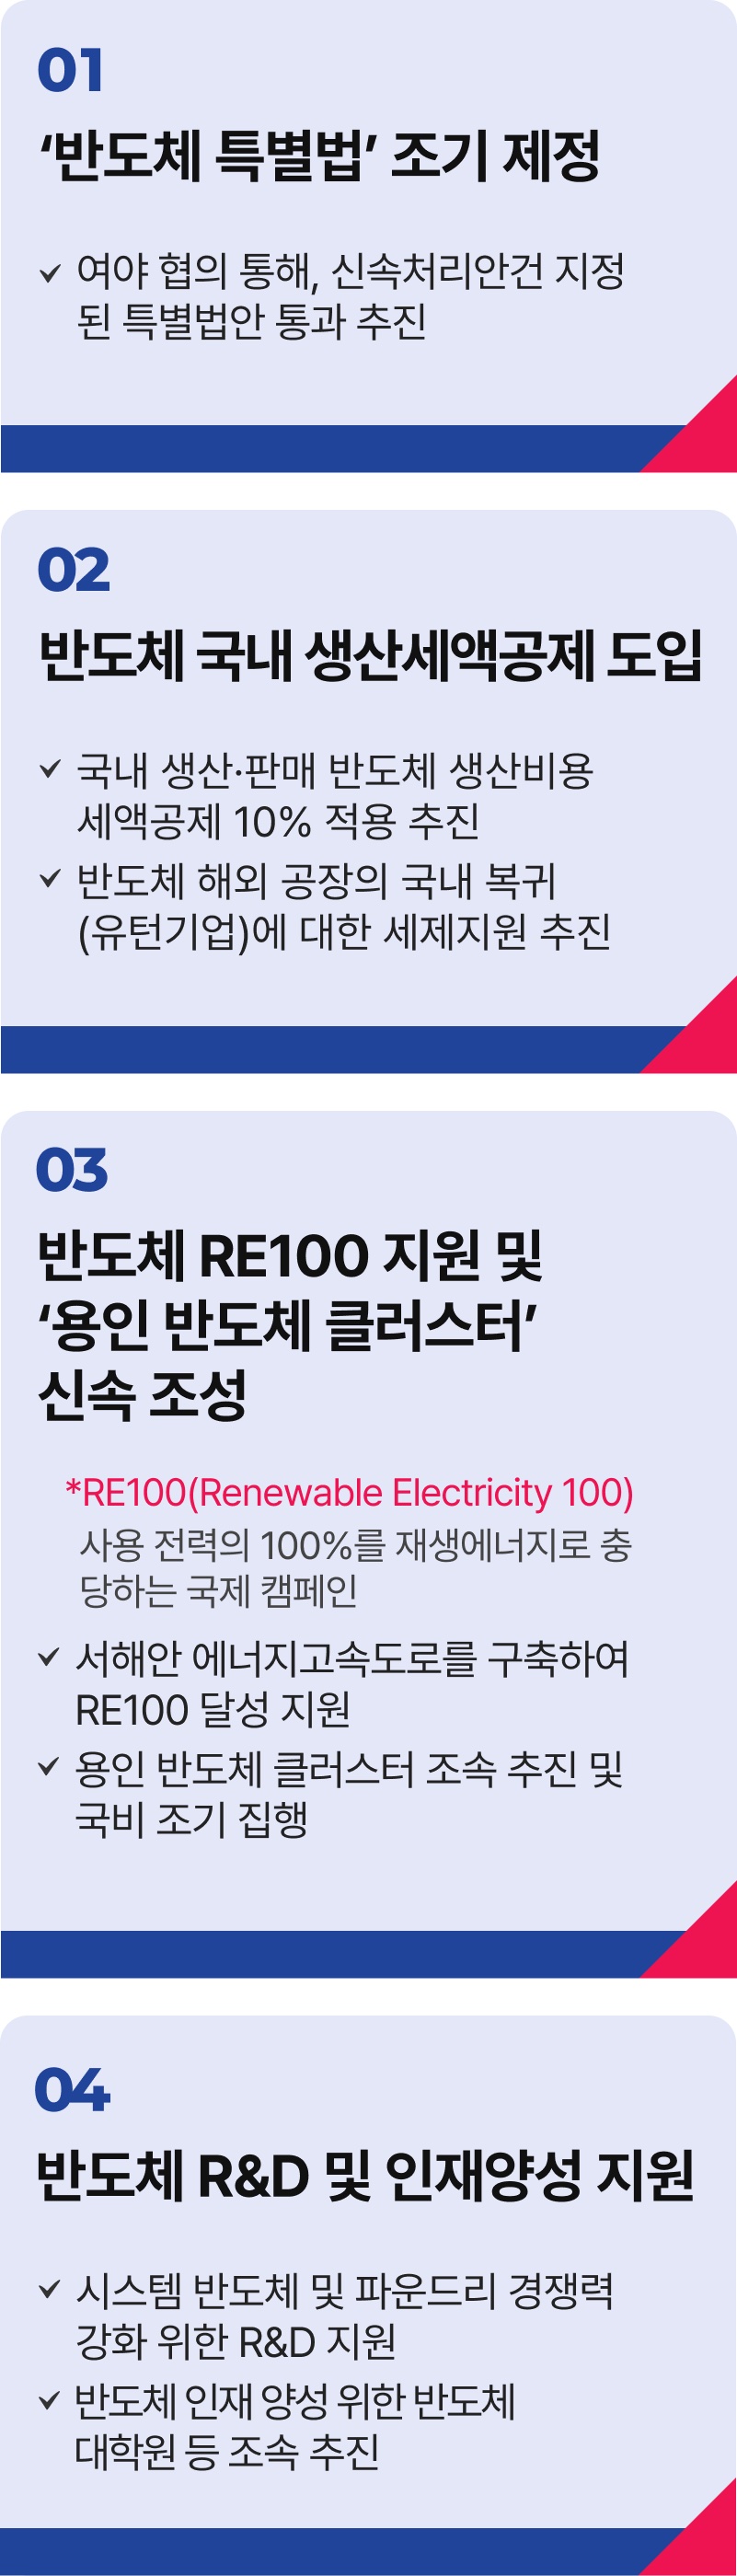 01
‘반도체 특별법’ 조기 제정
여야 협의 통해, 신속처리안건 지정
된 특별법안 통과 추진
02
반도체 국내 생산세액공제 도입
국내 생산·판매 반도체 생산비용
세액공제 10% 적용 추진
반도체 해외 공장의 국내 복귀
(유턴기업)에 대한 세제지원 추진
03
반도체 RE100 지원 및
‘용인 반도체 클러스터’
신속 조성
*RE100(Renewable Electricity 100)
사용 전력의 100%를 재생에너지로 충
당하는 국제 캠페인
서해안 에너지고속도로를 구축하여
RE100 달성 지원
용인 반도체 클러스터 조속 추진 및
국비 조기 집행
04
반도체 R&D 및 인재양성 지원
시스템 반도체 및 파운드리 경쟁력
강화 위한 R&D 지원
반도체 인재 양성 위한 반도체
대학원 등 조속 추진